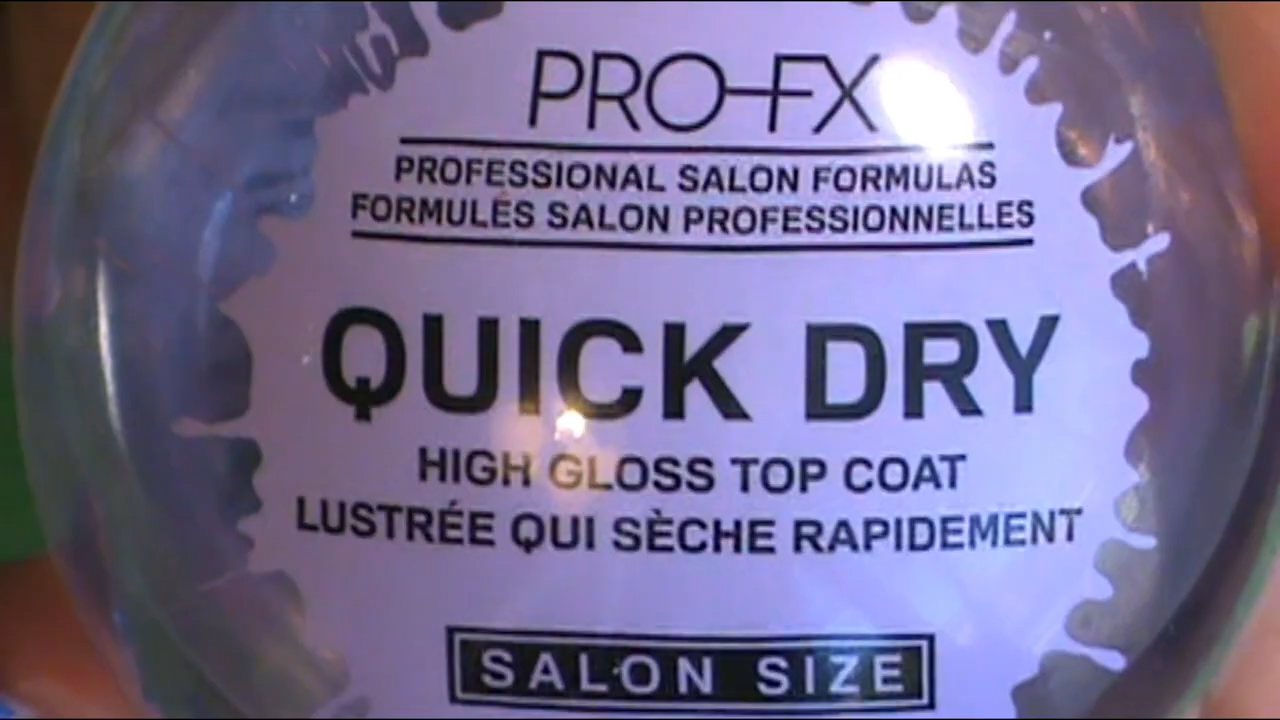 PRO-FX
PROFESSIONAL SALON FORMULAS
FORMULÉS SALON PROFESSIONNELLES
QUICK DRY
HIGH GLOSS TOP COAT
LUSTRÉE QUI SÈCHE RAPIDEMENT
SALON SIZE